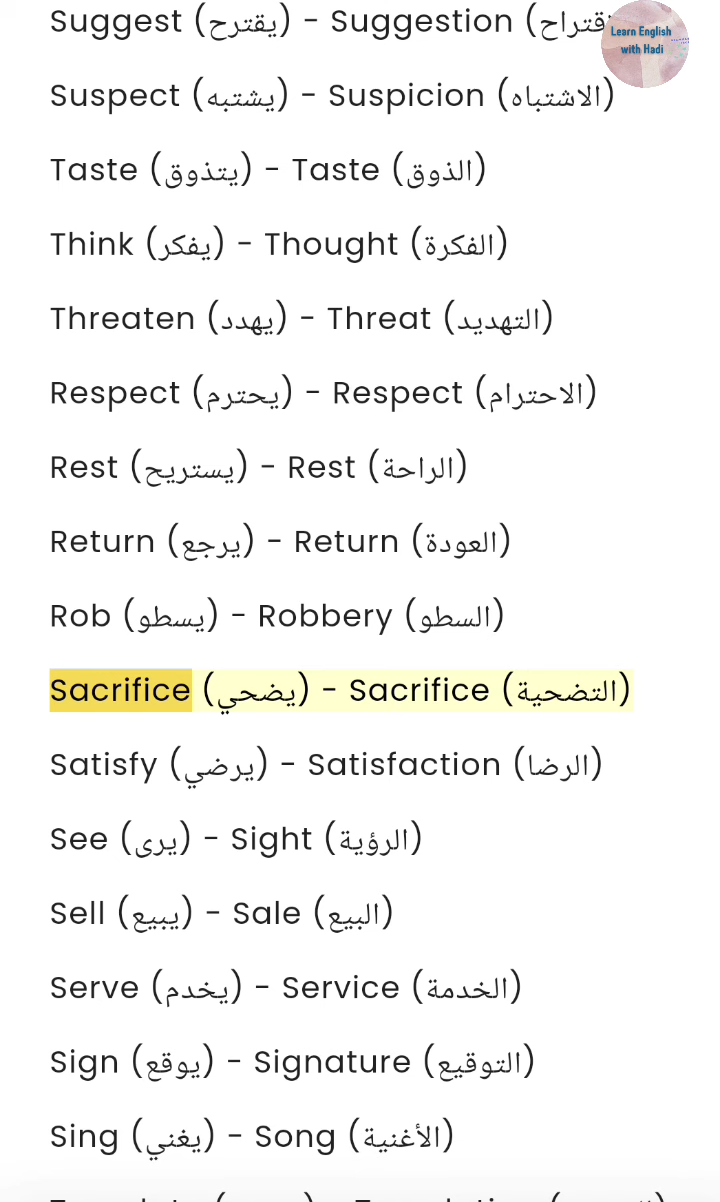 Suggest (يقترح) - Suggestion (
Learn English
with Hadi
Suspect (يشتبه) - Suspicion (الاشتباه)
Taste (يتذوق) - Taste (الذوق)
Think (يفكر) - Thought (الفكرة)
Threaten (يهدد) - Threat (التهديد)
Respect (يحترم) - Respect (الاحترام)
Rest (يستريح) - Rest (الراحة)
Return (يرجع) - Return (العودة)
Rob (يسطو) - Robbery (السطو)
Sacrifice (يضحي) - Sacrifice (التضحية)
Satisfy (يرضي) - Satisfaction (الرضا)
See (يرى) - Sight (الرؤية)
Sell (يبيع) - Sale (البيع)
Serve (يخدم) - Service (الخدمة)
Sign (يوقع) - Signature (التوقيع)
Sing (يغني) - Song (الأغنية)